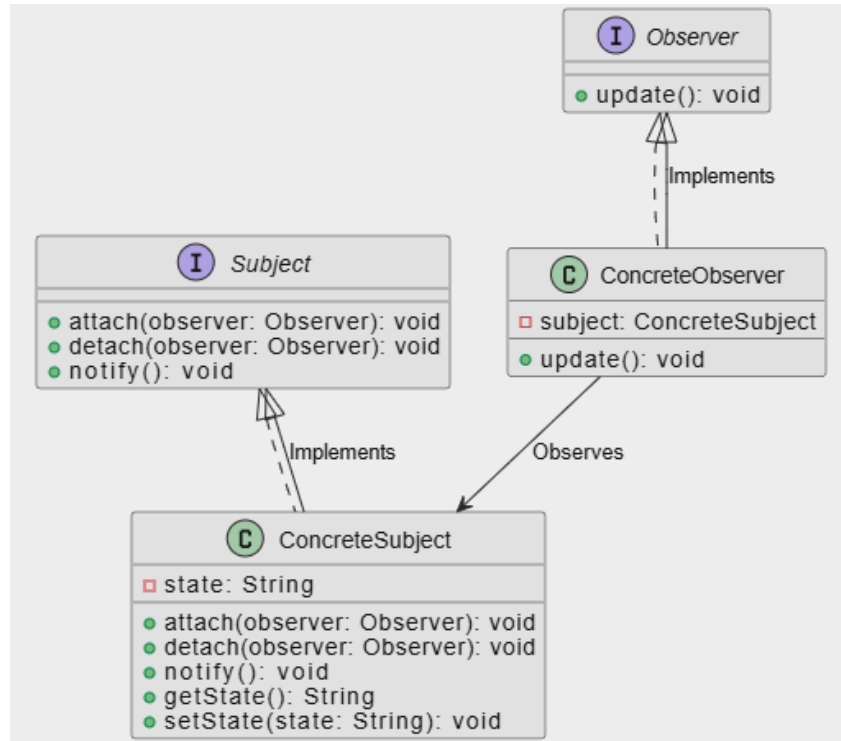 I Observer
update(): void
Implements
I Subject
attach(observer: Observer): void
detach(observer: Observer): void
notify(): void
C ConcreteObserver
subject: ConcreteSubject
update(): void
Implements
Observes
C ConcreteSubject
state: String
attach(observer: Observer): void
detach(observer: Observer): void
notify(): void
getState(): String
setState(state: String): void